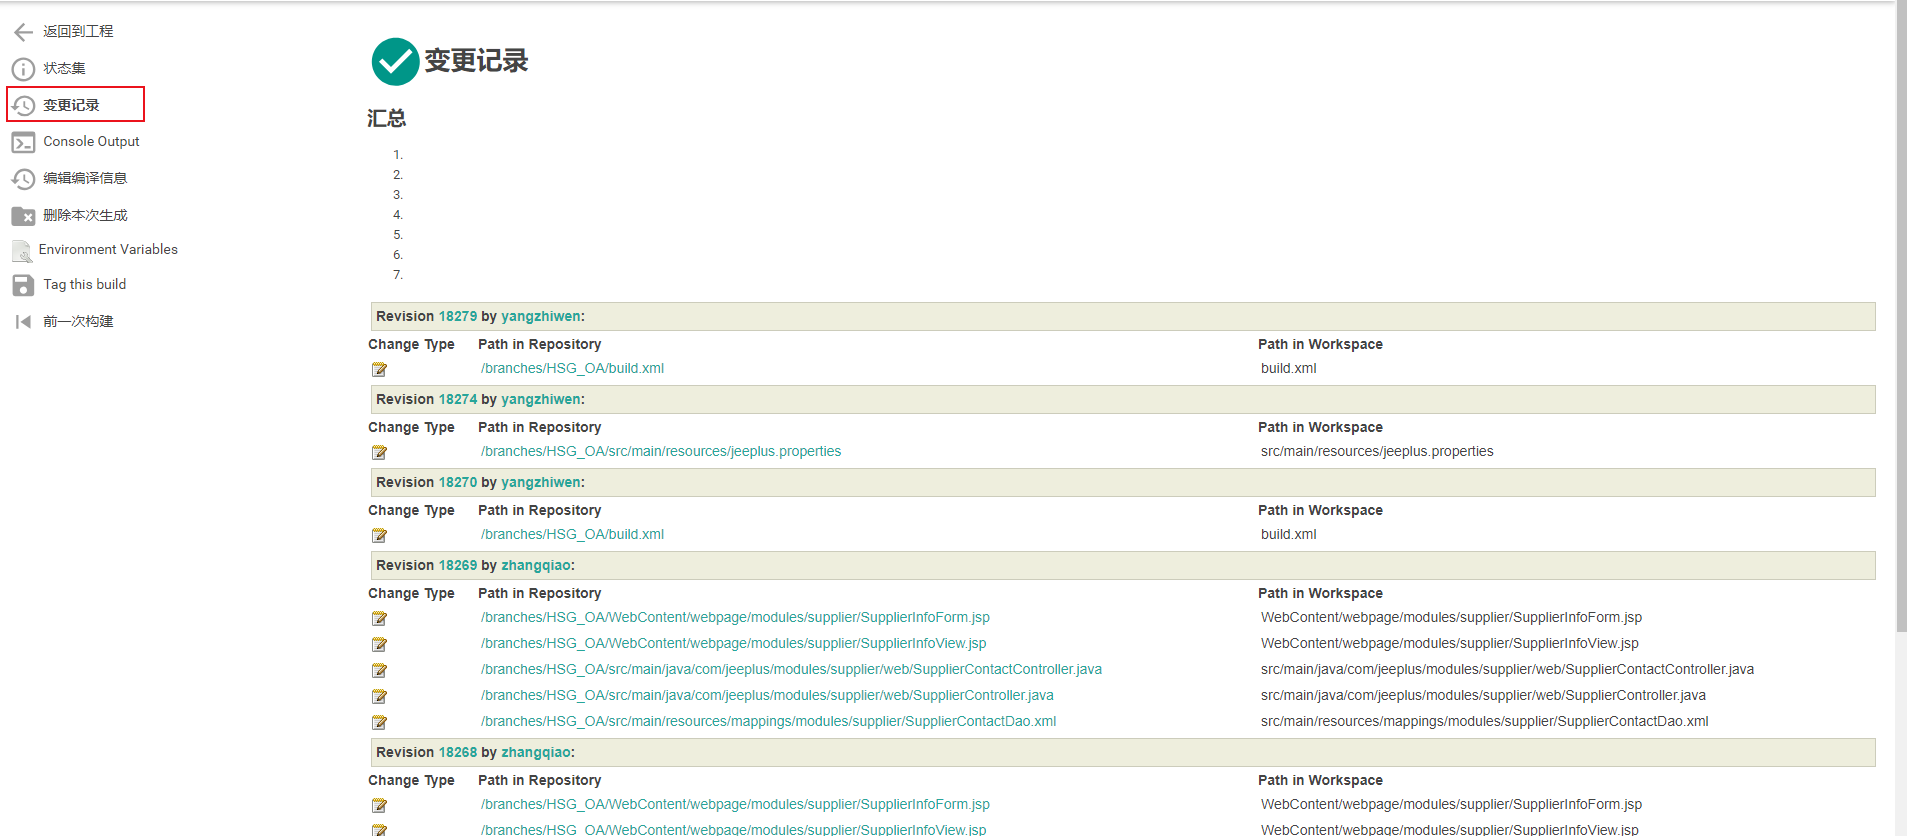 返回到工程
状态集
变更记录
Console Output
编辑编译信息
删除本次生成
Environment Variables
Tag this build
前一次构建
变更记录
汇总
1.
2.
3.
4.
5.
6.
7.
Revision 18279 by yangzhiwen:
Change Type Path in Repository Path in Workspace
/branches/HSG_OA/build.xml build.xml
Revision 18274 by yangzhiwen:
Change Type Path in Repository Path in Workspace
/branches/HSG_OA/src/main/resources/jeeplus.properties src/main/resources/jeeplus.properties
Revision 18270 by yangzhiwen:
Change Type Path in Repository Path in Workspace
/branches/HSG_OA/build.xml build.xml
Revision 18269 by zhangqiao:
Change Type Path in Repository Path in Workspace
/branches/HSG_OA/WebContent/webpage/modules/supplier/SupplierInfoForm.jsp WebContent/webpage/modules/supplier/SupplierInfoForm.jsp
/branches/HSG_OA/WebContent/webpage/modules/supplier/SupplierInfoView.jsp WebContent/webpage/modules/supplier/SupplierInfoView.jsp
/branches/HSG_OA/src/main/java/com/jeeplus/modules/supplier/web/SupplierContactController.java src/main/java/com/jeeplus/modules/supplier/web/SupplierContactController.java
/branches/HSG_OA/src/main/java/com/jeeplus/modules/supplier/web/SupplierController.java src/main/java/com/jeeplus/modules/supplier/web/SupplierController.java
/branches/HSG_OA/src/main/resources/mappings/modules/supplier/SupplierContactDao.xml src/main/resources/mappings/modules/supplier/SupplierContactDao.xml
Revision 18268 by zhangqiao:
Change Type Path in Repository Path in Workspace
/branches/HSG_OA/WebContent/webpage/modules/supplier/SupplierInfoForm.jsp WebContent/webpage/modules/supplier/SupplierInfoForm.jsp
/branches/HSG_OA/WebContent/webpage/modules/supplier/SupplierInfoView.jsp WebContent/webpage/modules/supplier/SupplierInfoView.jsp